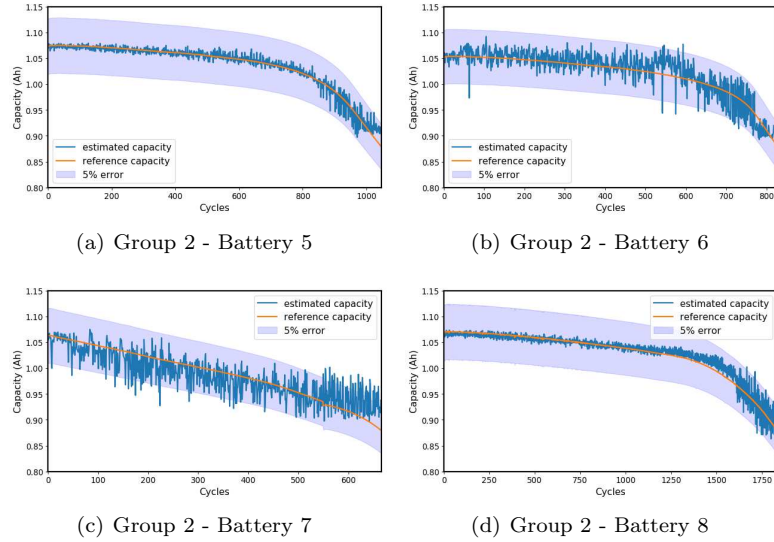 1.15
1.10
1.05
1.00
0.95
0.90
0.85
0.80
Capacity (Ah)
estimated capacity
reference capacity
5% error
0 200 400 600 800 1000
Cycles
(a) Group 2 - Battery 5
1.15
1.10
1.05
1.00
0.95
0.90
0.85
0.80
Capacity (Ah)
estimated capacity
reference capacity
5% error
0 100 200 300 400 500 600 700 800
Cycles
(b) Group 2 - Battery 6
1.15
1.10
1.05
1.00
0.95
0.90
0.85
0.80
Capacity (Ah)
estimated capacity
reference capacity
5% error
0 100 200 300 400 500 600
Cycles
(c) Group 2 - Battery 7
1.15
1.10
1.05
1.00
0.95
0.90
0.85
0.80
Capacity (Ah)
estimated capacity
reference capacity
5% error
0 250 500 750 1000 1250 1500 1750
Cycles
(d) Group 2 - Battery 8